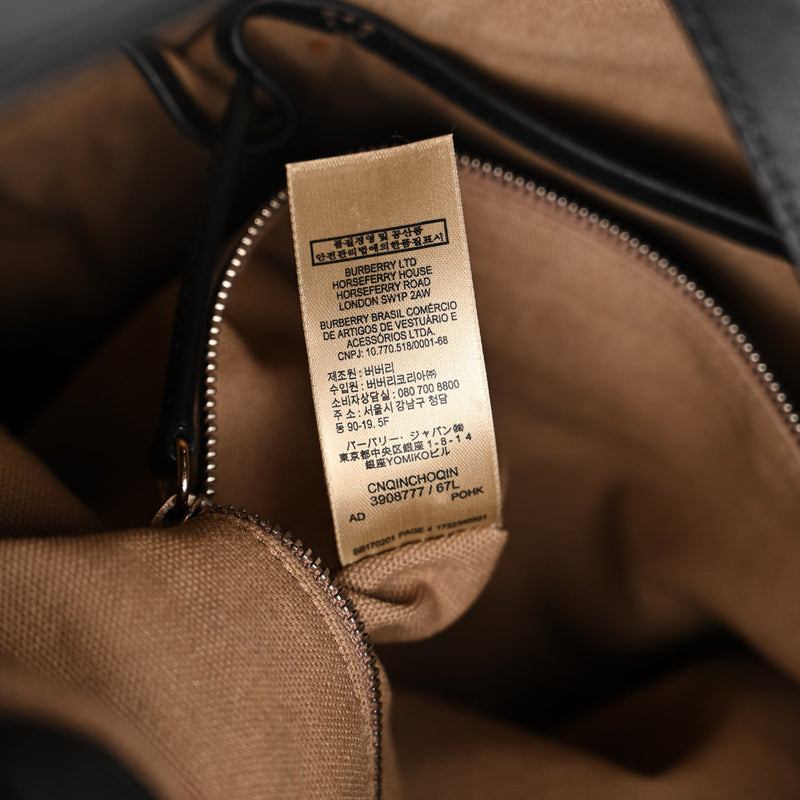 품질경영 및 공산품
안전관리법에의한품질표시
BURBERRY LTD
HORSEFERRY HOUSE
HORSEFERRY ROAD
LONDON SW1P 2AW
BURBERRY BRASIL COMÉRCIO
DE ARTIGOS DE VESTUÁRIO E
ACESSÓRIOS LTDA.
CNPJ: 10.770.518/0001-68
제조원 : 버버리
수입원 : 버버리코리아㈜
소비자상담실 : 080 700 8800
주 소 : 서울시 강남구 청담
동 90-19. 5F
バーバリー・ジャパン㈱
東京都中央区銀座 1-8-14
銀座YOMIKOビル
CNQINCHOQIN
3908777 / 67L
AD POHK
BB170201 PAGE 4